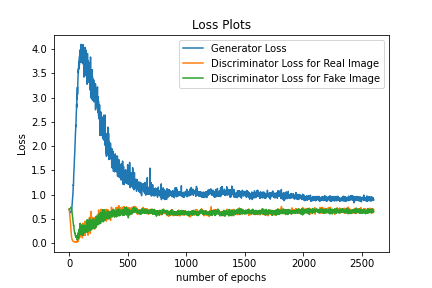 Loss Plots
Generator Loss
Discriminator Loss for Real Image
Discriminator Loss for Fake Image
Loss
4.0
3.5
3.0
2.5
2.0
1.5
1.0
0.5
0.0
0 500 1000 1500 2000 2500
number of epochs